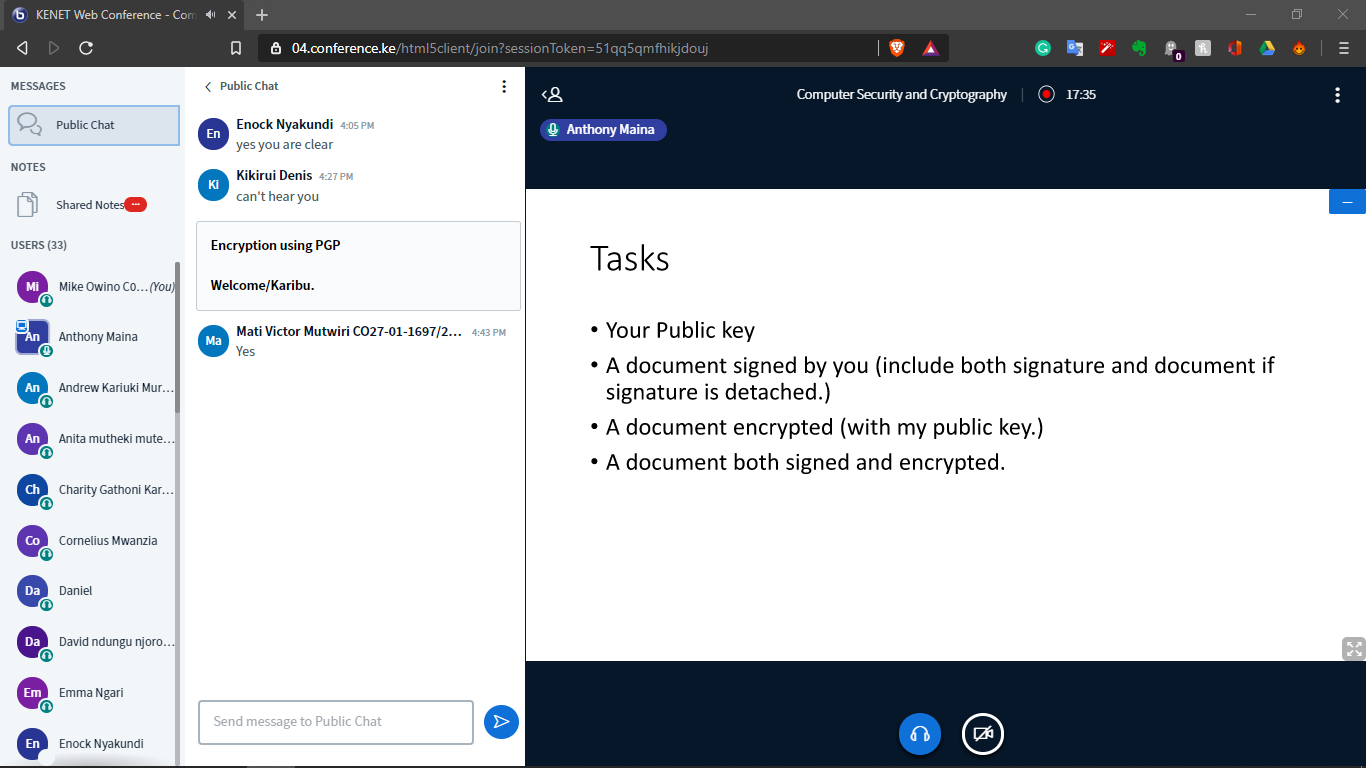 KENET Web Conference - Com
04.conference.ke/html5client/join?sessionToken=51qq5qmfhikjdouj
0
MESSAGES
Public Chat
NOTES
Shared Notes
USERS (33)
Mi
Mike Owino C0... (You)
An
Anthony Maina
An
Andrew Kariuki Mur...
An
Anita mutheki mute...
Ch
Charity Gathoni Kar...
Co
Cornelius Mwanzia
Da
Daniel
Da
David ndungu njoro...
Em
Emma Ngari
En
Enock Nyakundi
Public Chat
En
Enock Nyakundi 4:05 PM
yes you are clear
Ki
Kikirui Denis 4:27 PM
can't hear you
Encryption using PGP
Welcome/Karibu.
Ma
Mati Victor Mutwiri CO27-01-1697/2... 4:43 PM
Yes
Send message to Public Chat
Computer Security and Cryptography | 17:35
Anthony Maina
Tasks
• Your Public key
• A document signed by you (include both signature and document if
signature is detached.)
• A document encrypted (with my public key.)
• A document both signed and encrypted.